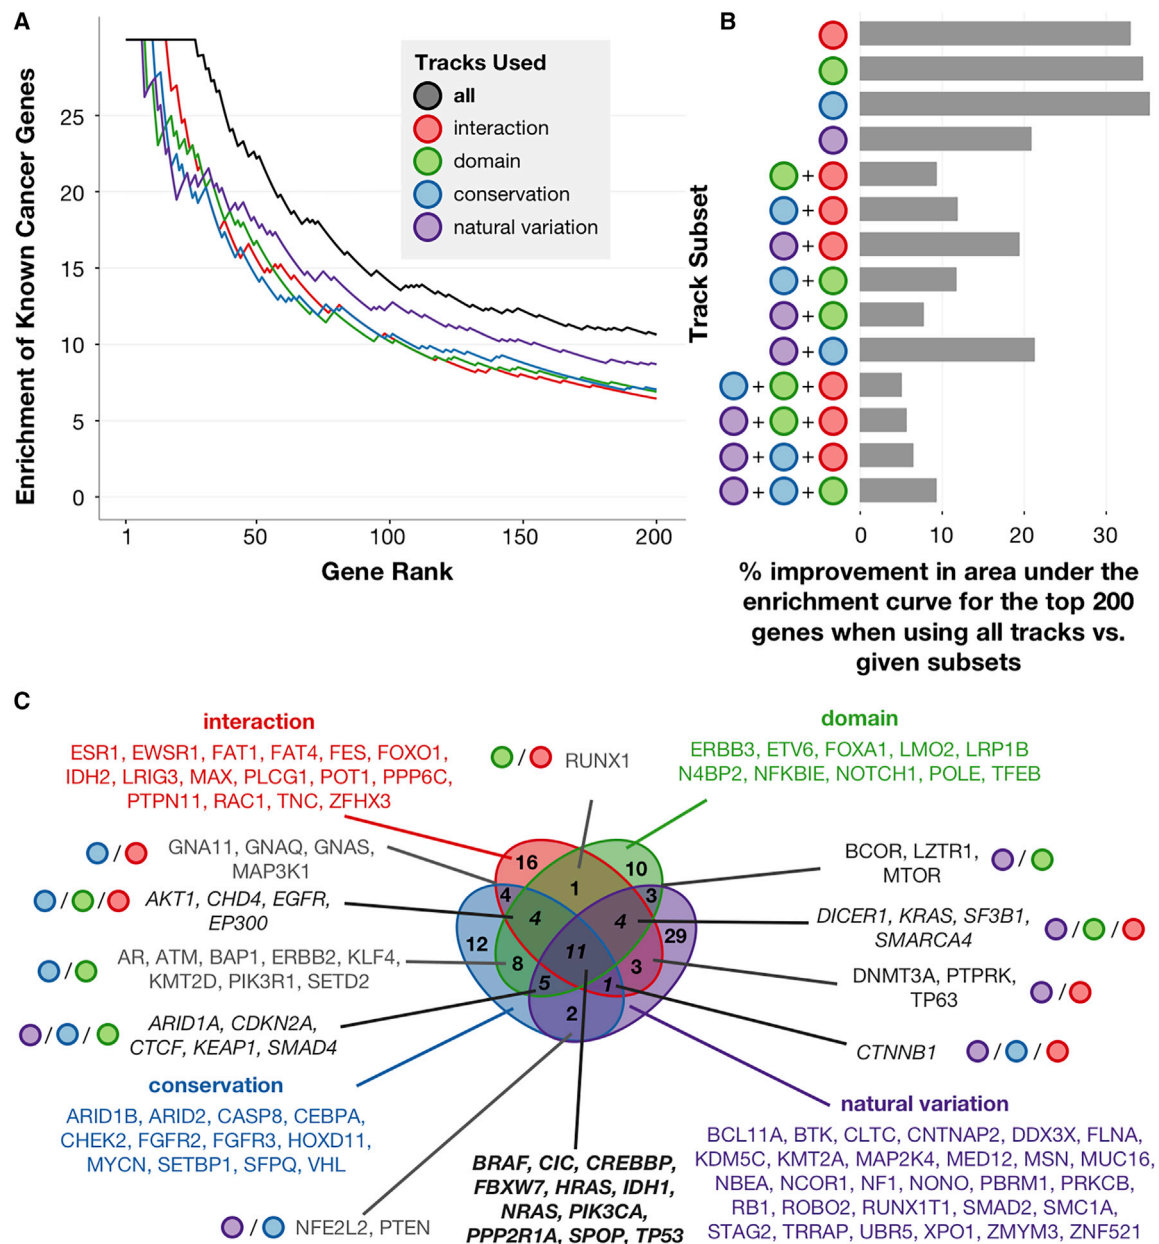 A
Enrichment of Known Cancer Genes
25
20
15
10
5
0
1
50
100
150
200
Gene Rank
Tracks Used
all
interaction
domain
conservation
natural variation
B
Track Subset
+
+
+
+
+
+
+ +
+ +
+ +
+ +
0
10
20
30
% improvement in area under the
enrichment curve for the top 200
genes when using all tracks vs.
given subsets
C
interaction
ESR1, EWSR1, FAT1, FAT4, FES, FOXO1,
IDH2, LRIG3, MAX, PLCG1, POT1, PPP6C,
PTPN11, RAC1, TNC, ZFHX3
/ RUNX1
domain
ERBB3, ETV6, FOXA1, LMO2, LRP1B
N4BP2, NFKBIE, NOTCH1, POLE, TFEB
/ GNA11, GNAQ, GNAS,
MAP3K1
/ / AKT1, CHD4, EGFR,
EP300
/ AR, ATM, BAP1, ERBB2, KLF4,
KMT2D, PIK3R1, SETD2
/ / ARID1A, CDKN2A,
CTCF, KEAP1, SMAD4
conservation
ARID1B, ARID2, CASP8, CEBPA,
CHEK2, FGFR2, FGFR3, HOXD11,
MYCN, SETBP1, SFPQ, VHL
/ NFE2L2, PTEN
16
10
1
4
3
4
4
12
29
11
8
3
5
1
2
BCOR, LZTR1, /
MTOR
DICER1, KRAS, SF3B1, / /
SMARCA4
DNMT3A, PTPRK, /
TP63
CTNNB1 / /
BRAF, CIC, CREBBP,
FBXW7, HRAS, IDH1,
NRAS, PIK3CA,
PPP2R1A, SPOP, TP53
natural variation
BCL11A, BTK, CLTC, CNTNAP2, DDX3X, FLNA,
KDM5C, KMT2A, MAP2K4, MED12, MSN, MUC16,
NBEA, NCOR1, NF1, NONO, PBRM1, PRKCB,
RB1, ROBO2, RUNX1T1, SMAD2, SMC1A,
STAG2, TRRAP, UBR5, XPO1, ZMYM3, ZNF521